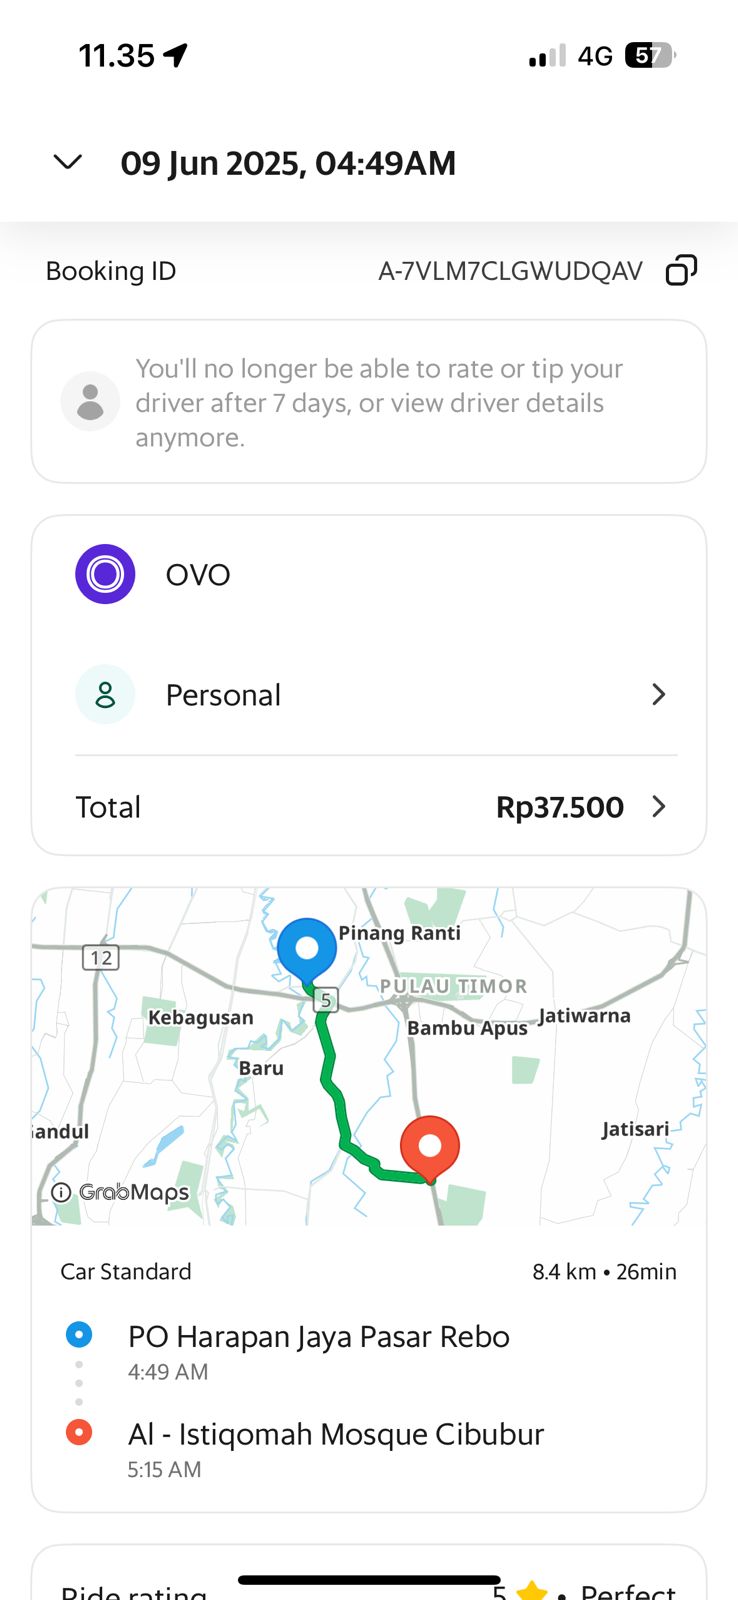 11.35
4G
57
09 Jun 2025, 04:49AM
Booking ID
A-7VLM7CLGWUDQAV
You'll no longer be able to rate or tip your
driver after 7 days, or view driver details
anymore.
OVO
Personal
Total
Rp37.500
Pinang Ranti
12
PULAU TIMOR
5
Kebagusan
Jatiwarna
Bambu Apus
Baru
andul
Jatisari
GrabMaps
Car Standard
8.4 km • 26min
PO Harapan Jaya Pasar Rebo
4:49 AM
Al - Istiqomah Mosque Cibubur
5:15 AM
Ride rating
5 • Perfect